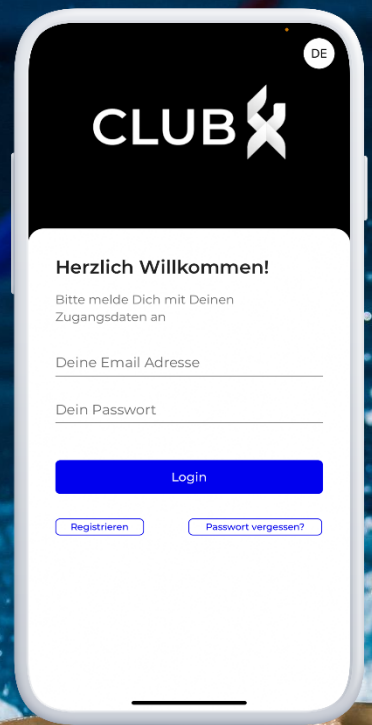 DE
CLUB X
Herzlich Willkommen!
Bitte melde Dich mit Deinen
Zugangsdaten an
Deine Email Adresse
Dein Passwort
Login
Registrieren
Passwort vergessen?